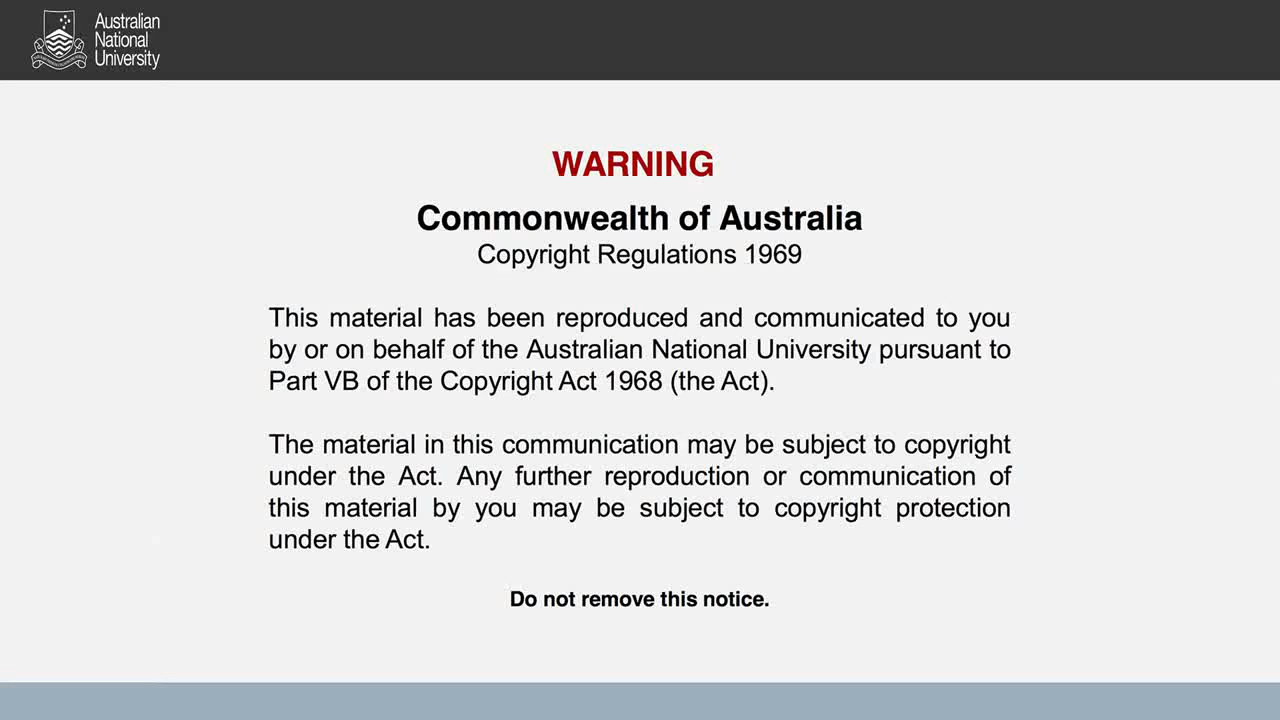 Australian
National
University
WARNING
Commonwealth of Australia
Copyright Regulations 1969
This material has been reproduced and communicated to you
by or on behalf of the Australian National University pursuant to
Part VB of the Copyright Act 1968 (the Act).
The material in this communication may be subject to copyright
under the Act. Any further reproduction or communication of
this material by you may be subject to copyright protection
under the Act.
Do not remove this notice.